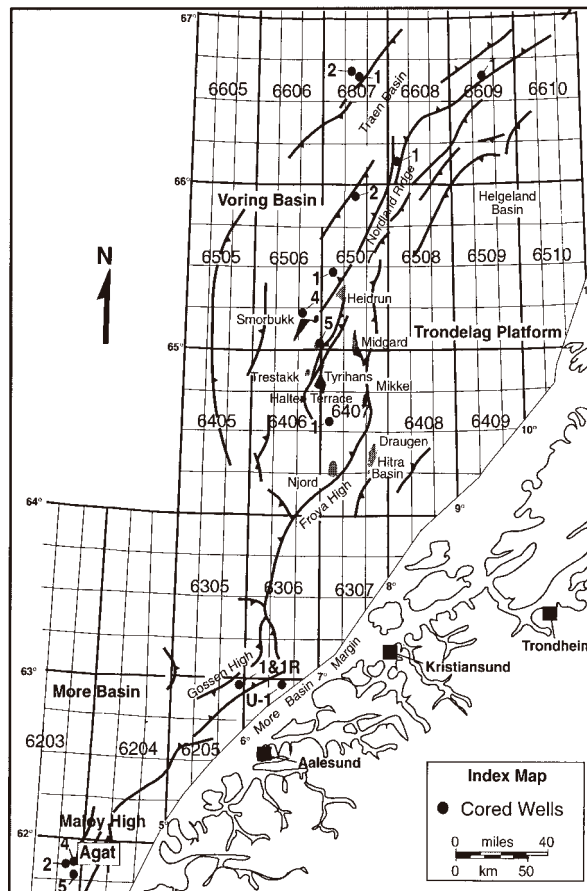 67°
2
1
1
6605 6606 6607 6608 6609 6610
Traen Basin
1
66°
2
Voring Basin
Nordland Ridge
Helgeland
Basin
N
6505 6506 6507 6508 6509 6510
1
4
Heidrun
5
Smorbukk
Trondelag Platform
Midgard
65°
Trestakk
Tyrihans
Mikkel
Halten Terrace
6405 6406 6407 6408 6409
1
10°
Draugen
Hitra
Basin
Njord
Froya High
64°
9°
6305 6306 6307
8°
Trondheim
Gossen High
1&1R
Kristiansund
63°
More Basin
U-1
More Basin
7°
Margin
6°
6203 6204 6205
Aalesund
Maloy High
5°
62°
4
Agat
2
5
Index Map
Cored Wells
0 miles 40
0 km 50